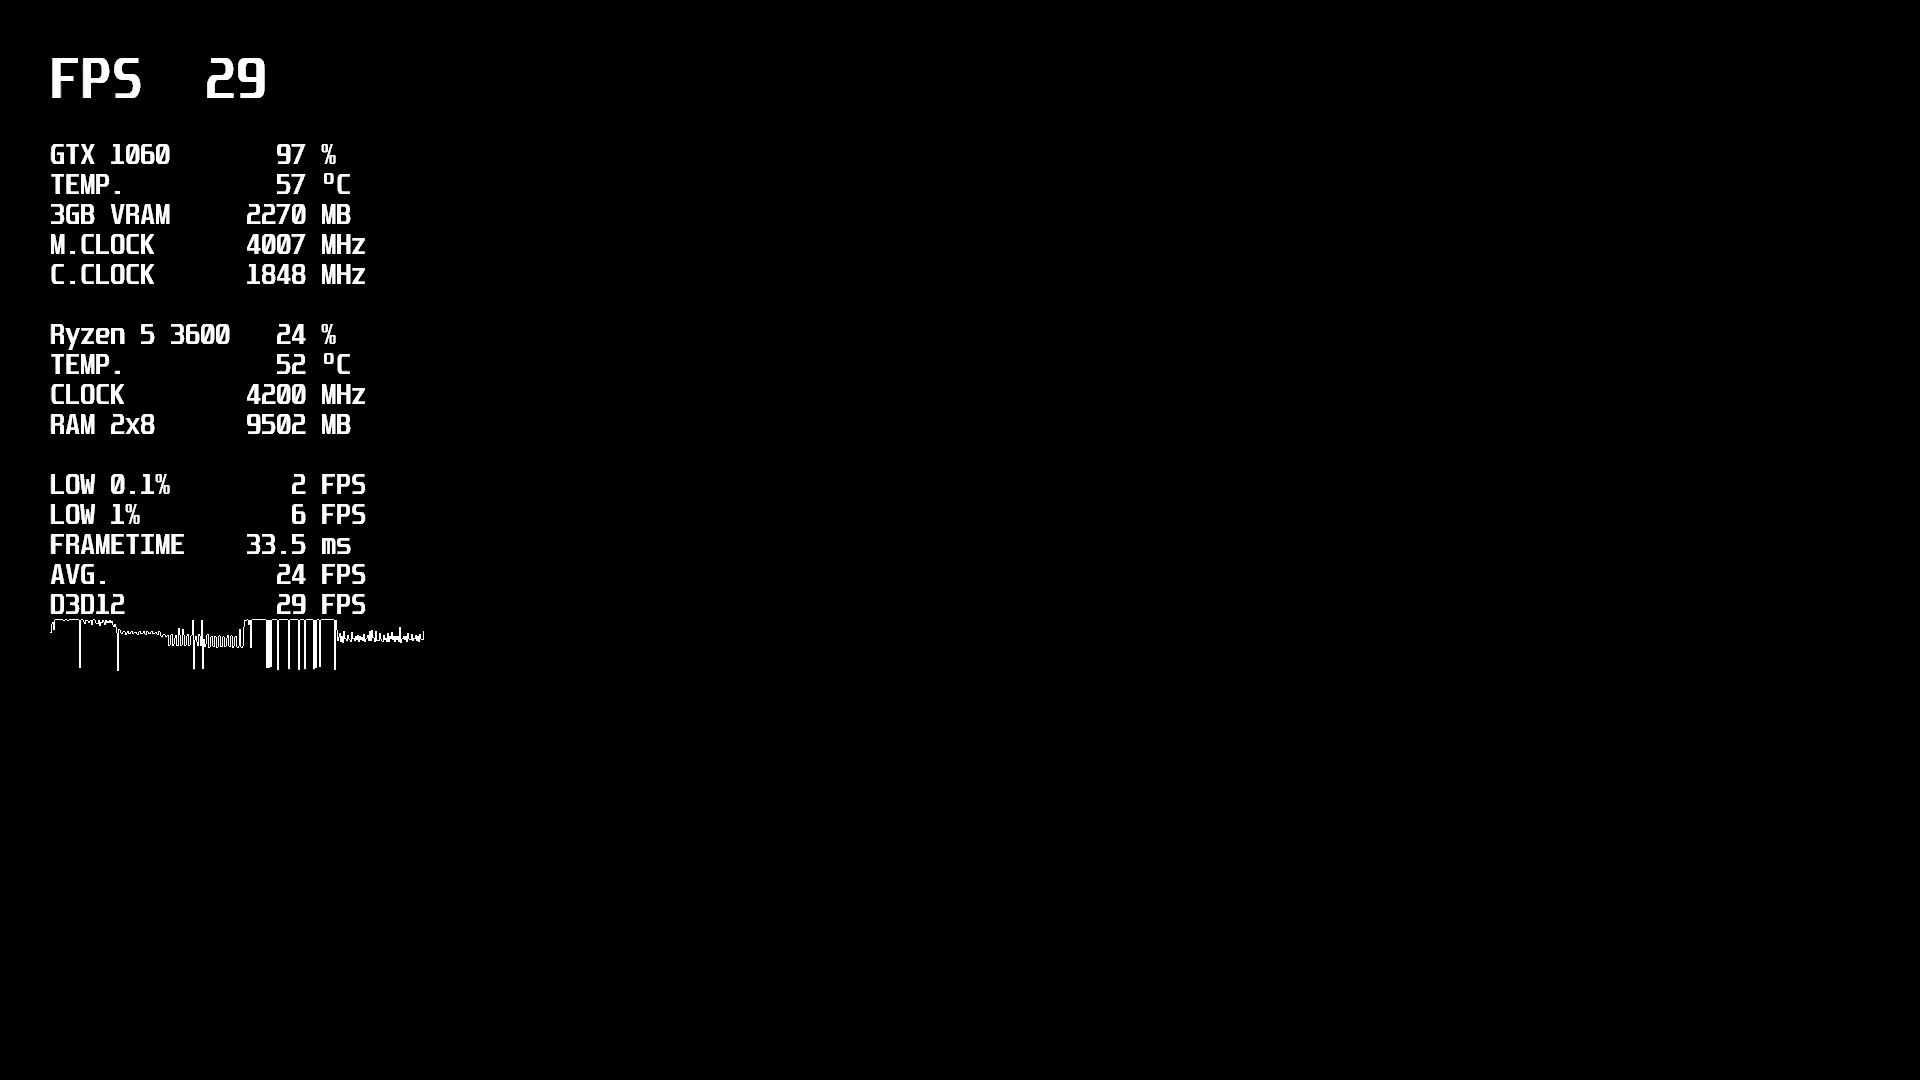 FPS 29
GTX 1060 97 %
TEMP. 57 ºC
3GB VRAM 2270 MB
M.CLOCK 4007 MHz
C.CLOCK 1848 MHz
Ryzen 5 3600 24 %
TEMP. 52 ºC
CLOCK 4200 MHz
RAM 2x8 9502 MB
LOW 0.1% 2 FPS
LOW 1% 6 FPS
FRAMETIME 33.5 ms
AVG. 24 FPS
D3D12 29 FPS